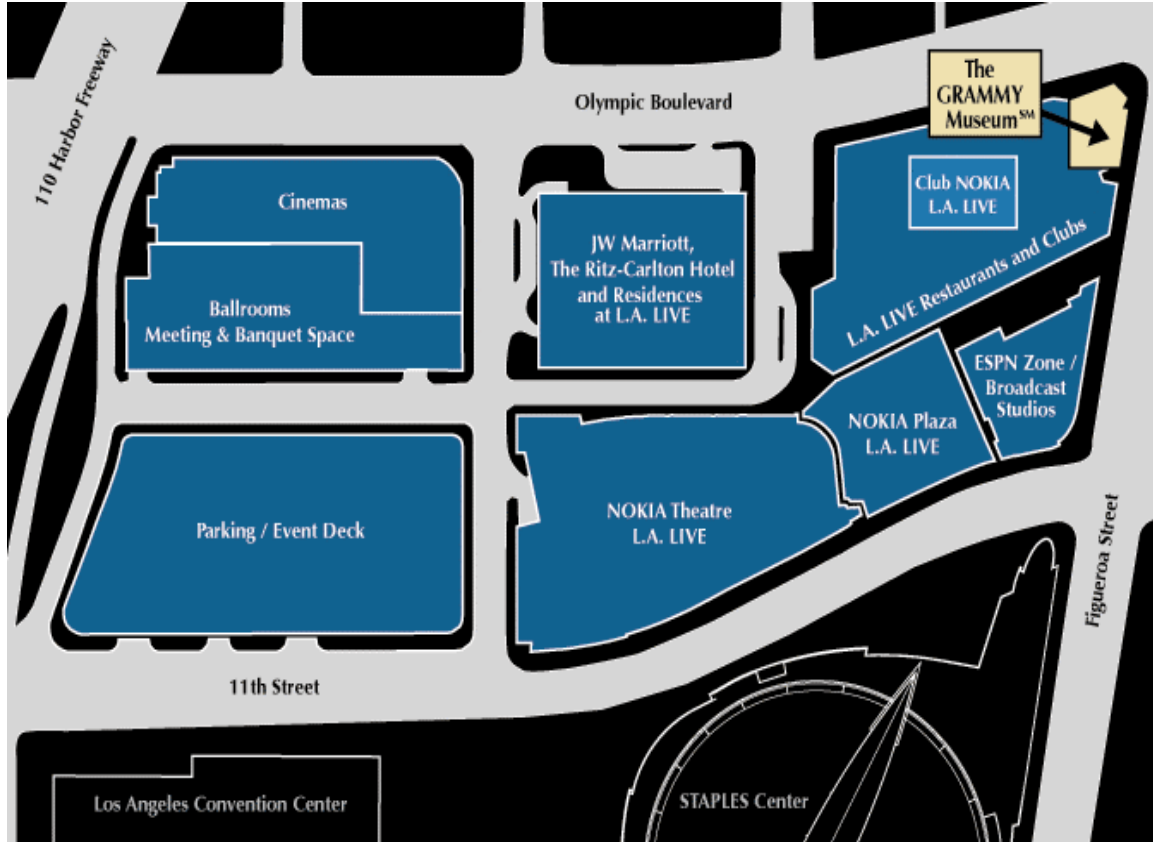 110 Harbor Freeway
Olympic Boulevard
The
GRAMMY
Museum℠
Cinemas
Club NOKIA
L.A. LIVE
JW Marriott,
The Ritz-Carlton Hotel
and Residences
at L.A. LIVE
L.A. LIVE Restaurants and Clubs
Ballrooms
Meeting & Banquet Space
ESPN Zone /
Broadcast
Studios
NOKIA Plaza
L.A. LIVE
Parking / Event Deck
NOKIA Theatre
L.A. LIVE
Figueroa Street
11th Street
Los Angeles Convention Center
STAPLES Center